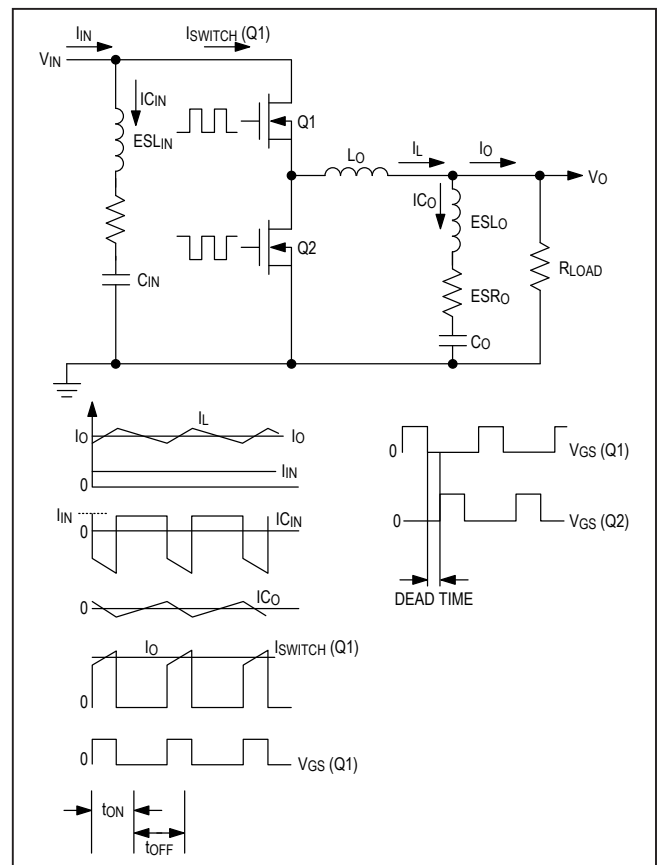 IIN
ISWITCH (Q1)
VIN
ICIN
ESLIN
Q1
LO
IL
IO
VO
ICO
ESLO
Q2
CIN
ESRO
RLOAD
CO
IL
IO
IO
IIN
0
VGS (Q1)
0
IIN
ICIN
0
VGS (Q2)
0
DEAD TIME
ICO
0
IO
ISWITCH (Q1)
0
0
VGS (Q1)
tON
tOFF